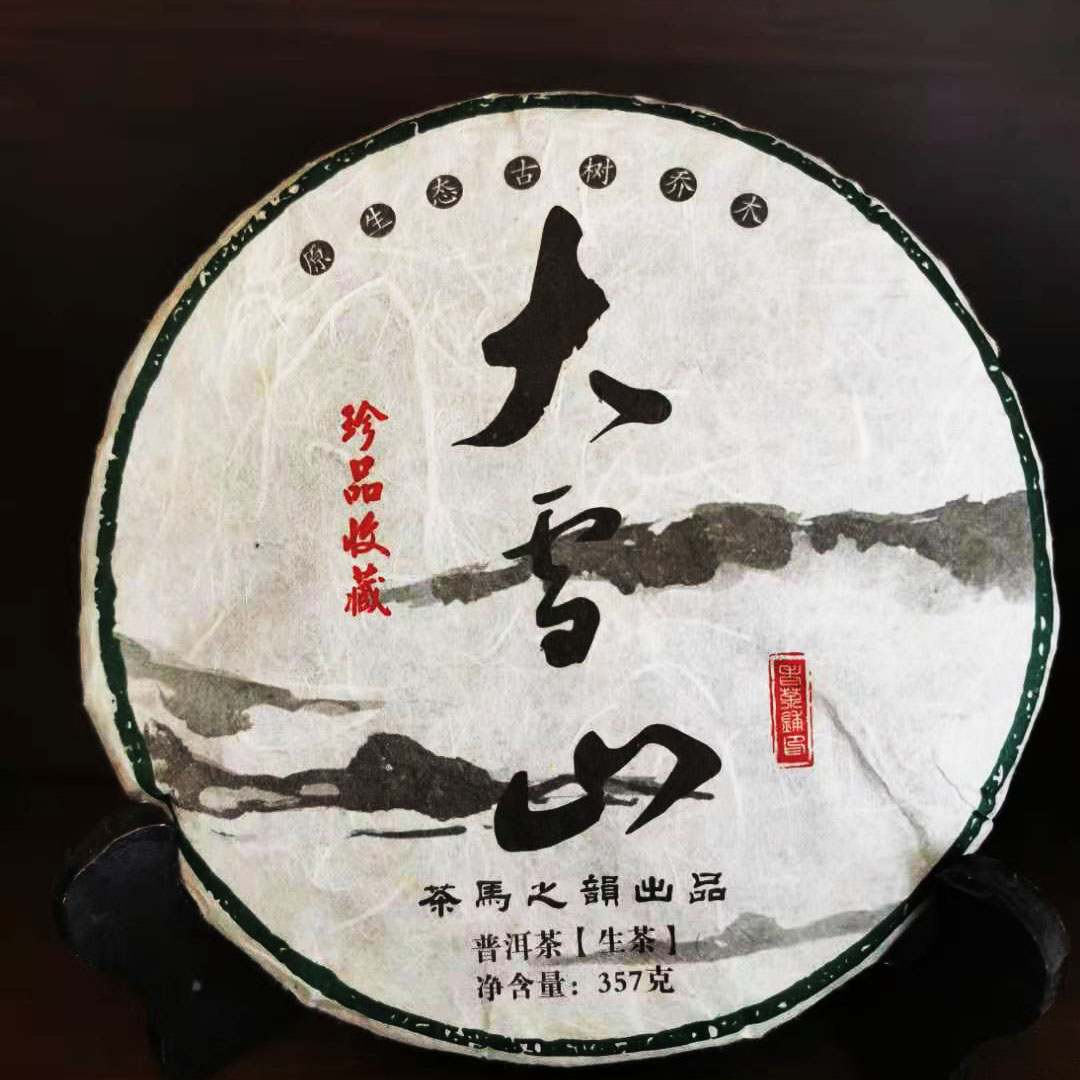 原生态古树乔木
大雪山
珍品收藏
茶馬之韻出品
普洱茶【生茶】
净含量：357克